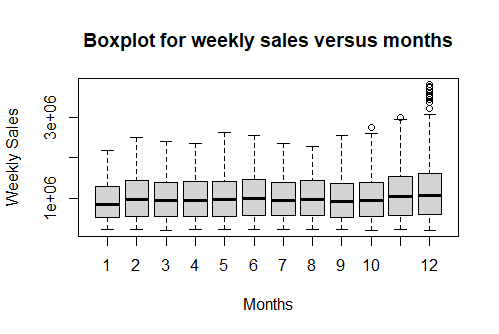 Boxplot for weekly sales versus months
Weekly Sales
3e+06
1e+06
1 2 3 4 5 6 7 8 9 10 12
Months